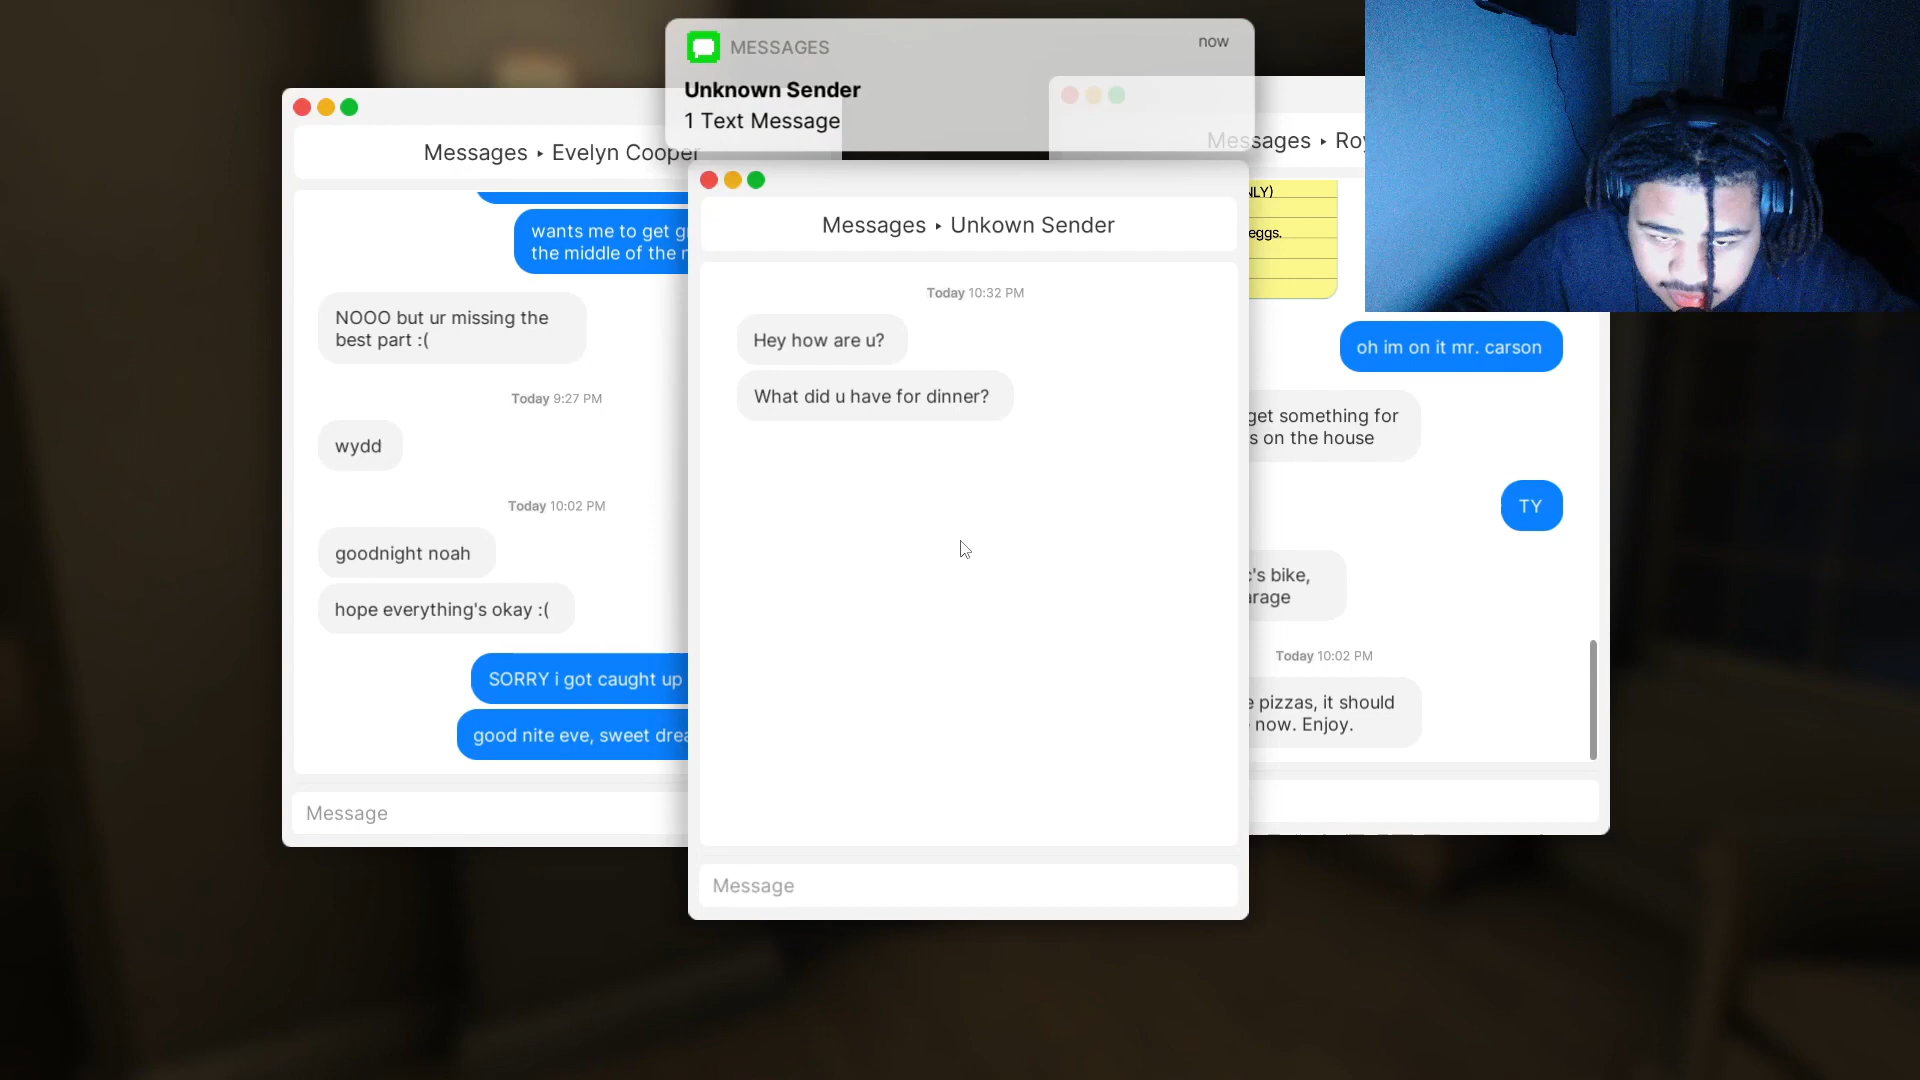 MESSAGES
now
Unknown Sender
1 Text Message
Messages ‣ Evelyn Cooper
wants me to get
the middle of the
NOOO but ur missing the
best part :(
Today 9:27 PM
wydd
Today 10:02 PM
goodnight noah
hope everything's okay :(
SORRY i got caught up
good nite eve, sweet
Message
Messages ‣ Unkown Sender
Today 10:32 PM
Hey how are u?
What did u have for dinner?
Message
Messages ‣
eggs.
oh im on it mr. carson
get something for
on the house
TY
bike,
Today 10:02 PM
pizzas, it should
now. Enjoy.